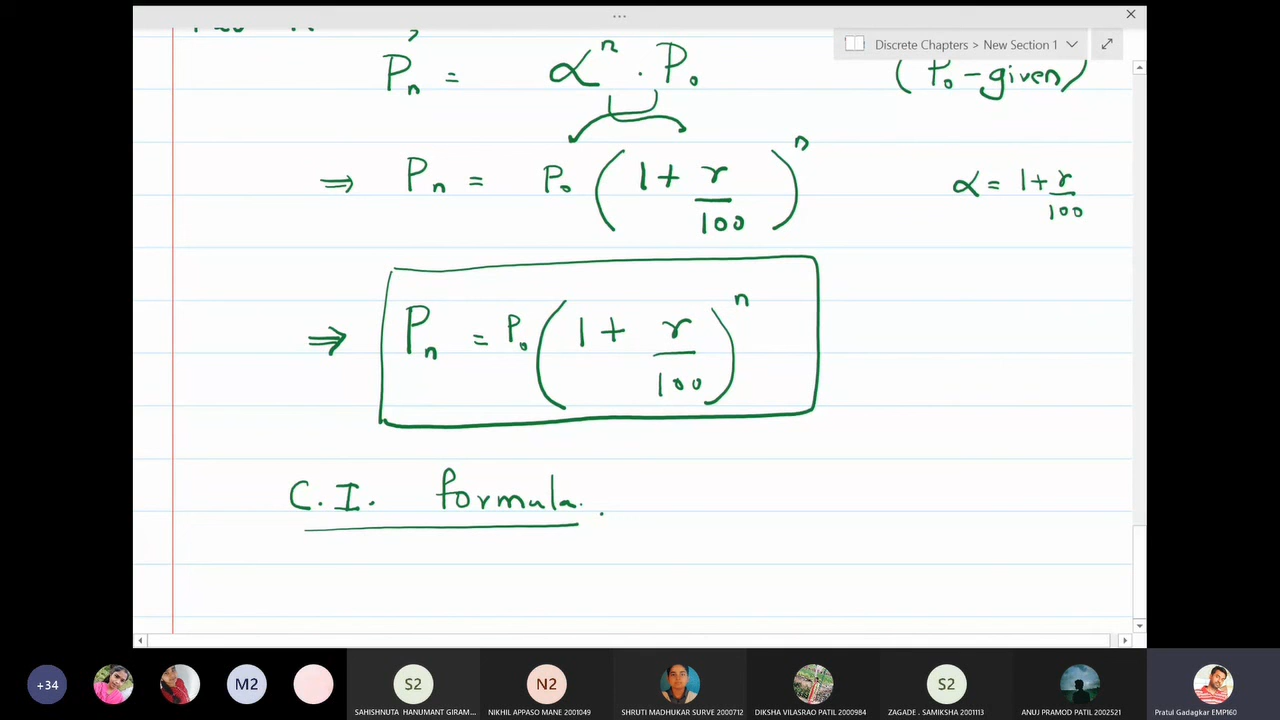 Discrete Chapters > New Section 1
Pₙ = αⁿ . P₀ (P₀ - given)
⇒ Pₙ = P₀ (1 + r/100)ⁿ α = 1 + r/100
⇒ Pₙ = P₀ (1 + r/100)ⁿ
C.I. formula.
+34
M2
S2
N2
S2
SAHISHNUTA HANUMANT GIRAM...
NIKHIL APPASO MANE 2001049
SHRUTI MADHUKAR SURVE 2000712
DIKSHA VILASRAO PATIL 2000984
ZAGADE . SAMIKSHA 2001113
ANUJ PRAMOD PATIL 2002521
Pratul Gadagkar EMP160